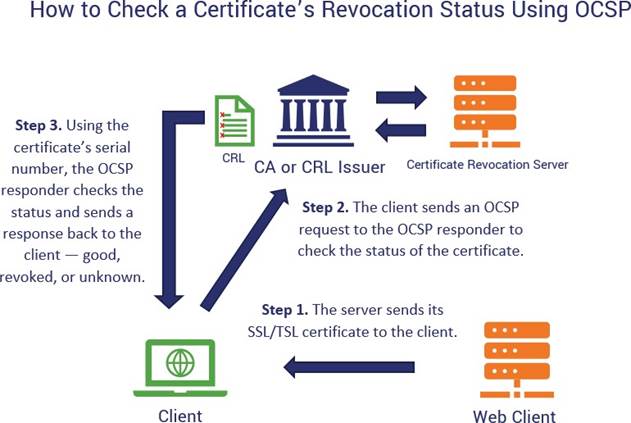 How to Check a Certificate's Revocation Status Using OCSP
Step 3. Using the
certificate's serial
number, the OCSP
responder checks the
status and sends a
response back to the
client — good,
revoked, or unknown.
CRL
CA or CRL Issuer
Certificate Revocation Server
Step 2. The client sends an OCSP
request to the OCSP responder to
check the status of the certificate.
Step 1. The server sends its
SSL/TSL certificate to the client.
Client
Web Client